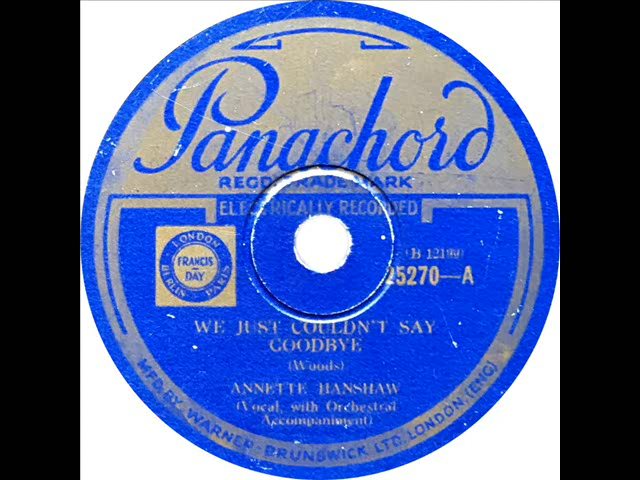 Panachord
REGD. TRADE MARK
ELECTRICALLY RECORDED
(B 12199)
25270—A
LONDON
FRANCIS
DAY
BERLIN PARIS
WE JUST COULDN'T SAY
GOODBYE
(Woods)
ANNETTE HANSHAW
(Vocal, with Orchestral
Accompaniment)
MFD. BY. WARNER-BRUNSWICK LTD. LONDON. (ENG)